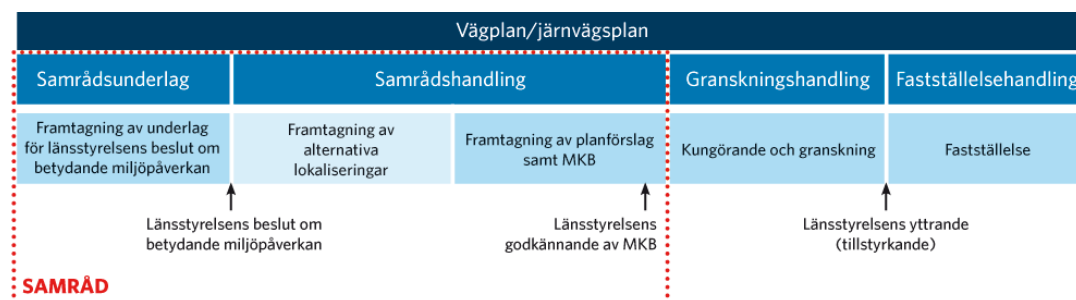 Vägplan/järnvägsplan
Samrådsunderlag
Samrådshandling
Granskningshandling
Fastställelsehandling
Framtagning av underlag
för länsstyrelsens beslut om
betydande miljöpåverkan
Framtagning av
alternativa
lokaliseringar
Framtagning av planförslag
samt MKB
Kungörande och granskning
Fastställelse
Länsstyrelsens beslut om
betydande miljöpåverkan
Länsstyrelsens
godkännande av MKB
Länsstyrelsens yttrande
(tillstyrkande)
SAMRÅD